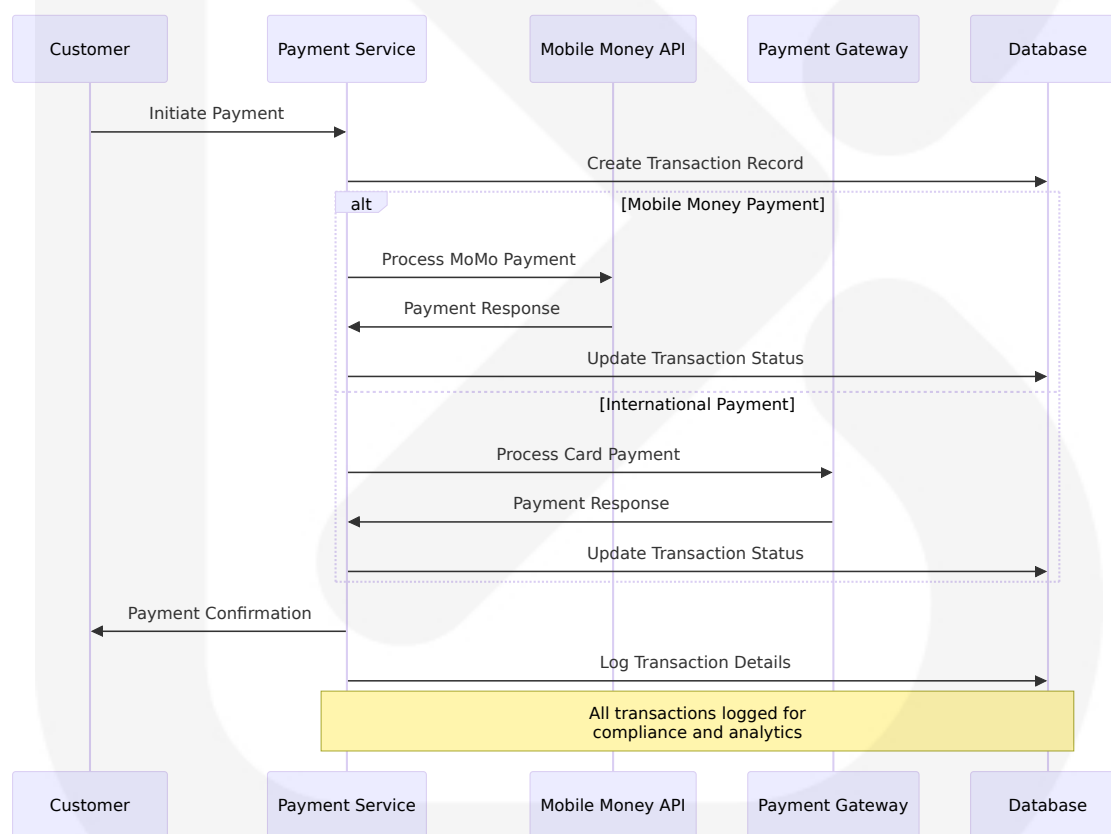 Customer
Payment Service
Mobile Money API
Payment Gateway
Database
Initiate Payment
Create Transaction Record
alt
[Mobile Money Payment]
Process MoMo Payment
Payment Response
Update Transaction Status
[International Payment]
Process Card Payment
Payment Response
Update Transaction Status
Payment Confirmation
Log Transaction Details
All transactions logged for
compliance and analytics
Customer
Payment Service
Mobile Money API
Payment Gateway
Database